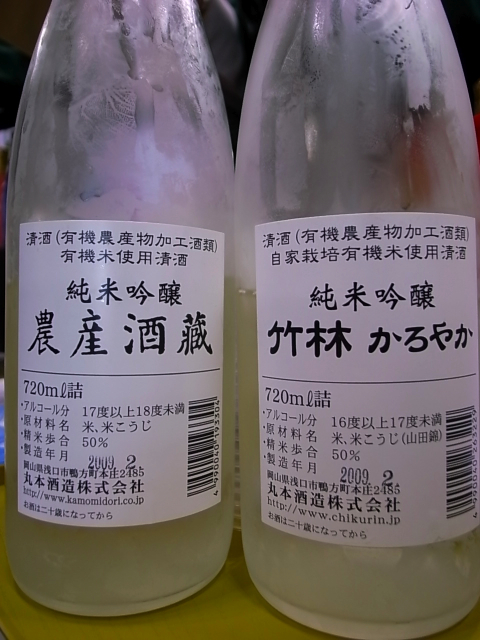 清酒(有機農産物加工酒類)
有機米使用清酒
純米吟醸
農産酒蔵
720mℓ詰
・アルコール分 17度以上18度未満
・原材料名 米、米こうじ
・精米歩合 50%
・製造年月 2009. 2
岡山県浅口市鴨方町本庄2485
丸本酒造株式会社
http://www.kamomidori.co.jp
お酒は二十歳になってから
4990040193304
清酒(有機農産物加工酒類)
自家栽培有機米使用清酒
純米吟醸
竹林 かろやか
720mℓ詰
・アルコール分 16度以上17度未満
・原材料名 米、米こうじ(山田錦)
・精米歩合 50%
・製造年月 2009. 2
岡山県浅口市鴨方町本庄2485
丸本酒造株式会社
http://www.chikurin.jp
お酒は二十歳になってから